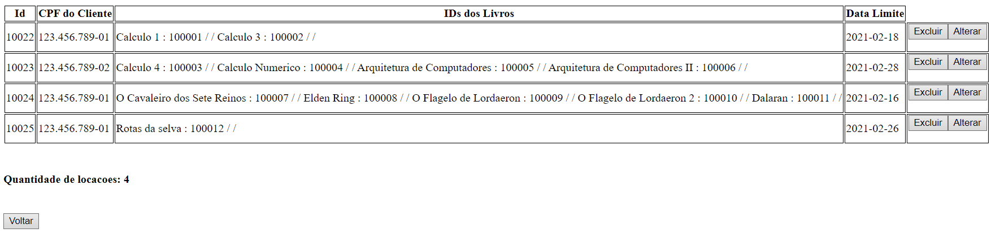 Id CPF do Cliente IDs dos Livros Data Limite
10022 123.456.789-01 Calculo 1 : 100001 / / Calculo 3 : 100002 / / 2021-02-18 Excluir Alterar
10023 123.456.789-02 Calculo 4 : 100003 / / Calculo Numerico : 100004 / / Arquitetura de Computadores : 100005 / / Arquitetura de Computadores II : 100006 / / 2021-02-28 Excluir Alterar
10024 123.456.789-01 O Cavaleiro dos Sete Reinos : 100007 / / Elden Ring : 100008 / / O Flagelo de Lordaeron : 100009 / / O Flagelo de Lordaeron 2 : 100010 / / Dalaran : 100011 / / 2021-02-16 Excluir Alterar
10025 123.456.789-01 Rotas da selva : 100012 / / 2021-02-26 Excluir Alterar
Quantidade de locacoes: 4
Voltar